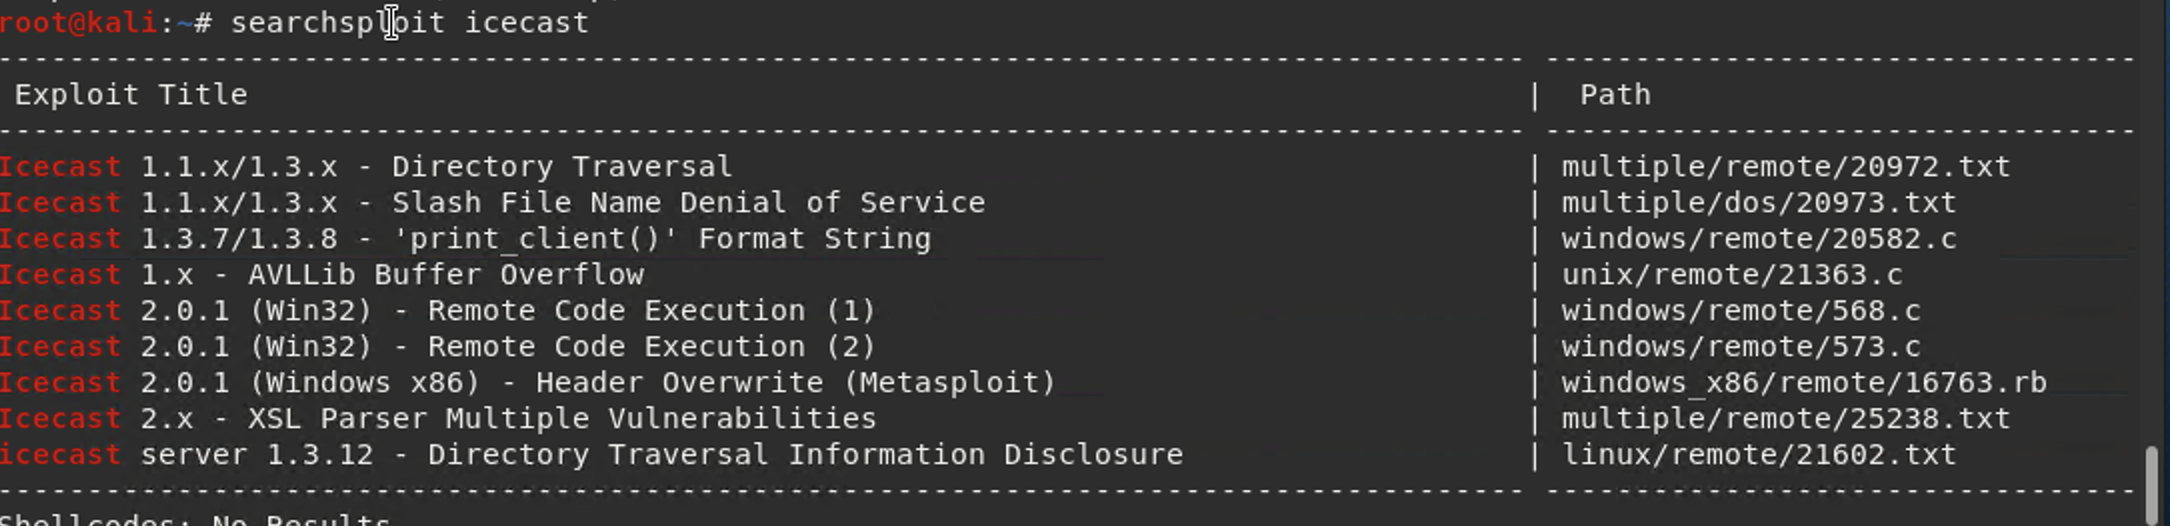 root@kali:~# searchsploit icecast
---------------------------------------------------------------------------------- ---------------------------------
Exploit Title | Path
---------------------------------------------------------------------------------- ---------------------------------
Icecast 1.1.x/1.3.x - Directory Traversal | multiple/remote/20972.txt
Icecast 1.1.x/1.3.x - Slash File Name Denial of Service | multiple/dos/20973.txt
Icecast 1.3.7/1.3.8 - 'print_client()' Format String | windows/remote/20582.c
Icecast 1.x - AVLLib Buffer Overflow | unix/remote/21363.c
Icecast 2.0.1 (Win32) - Remote Code Execution (1) | windows/remote/568.c
Icecast 2.0.1 (Win32) - Remote Code Execution (2) | windows/remote/573.c
Icecast 2.0.1 (Windows x86) - Header Overwrite (Metasploit) | windows_x86/remote/16763.rb
Icecast 2.x - XSL Parser Multiple Vulnerabilities | multiple/remote/25238.txt
icecast server 1.3.12 - Directory Traversal Information Disclosure | linux/remote/21602.txt
---------------------------------------------------------------------------------- ---------------------------------
Shellcodes: No Results